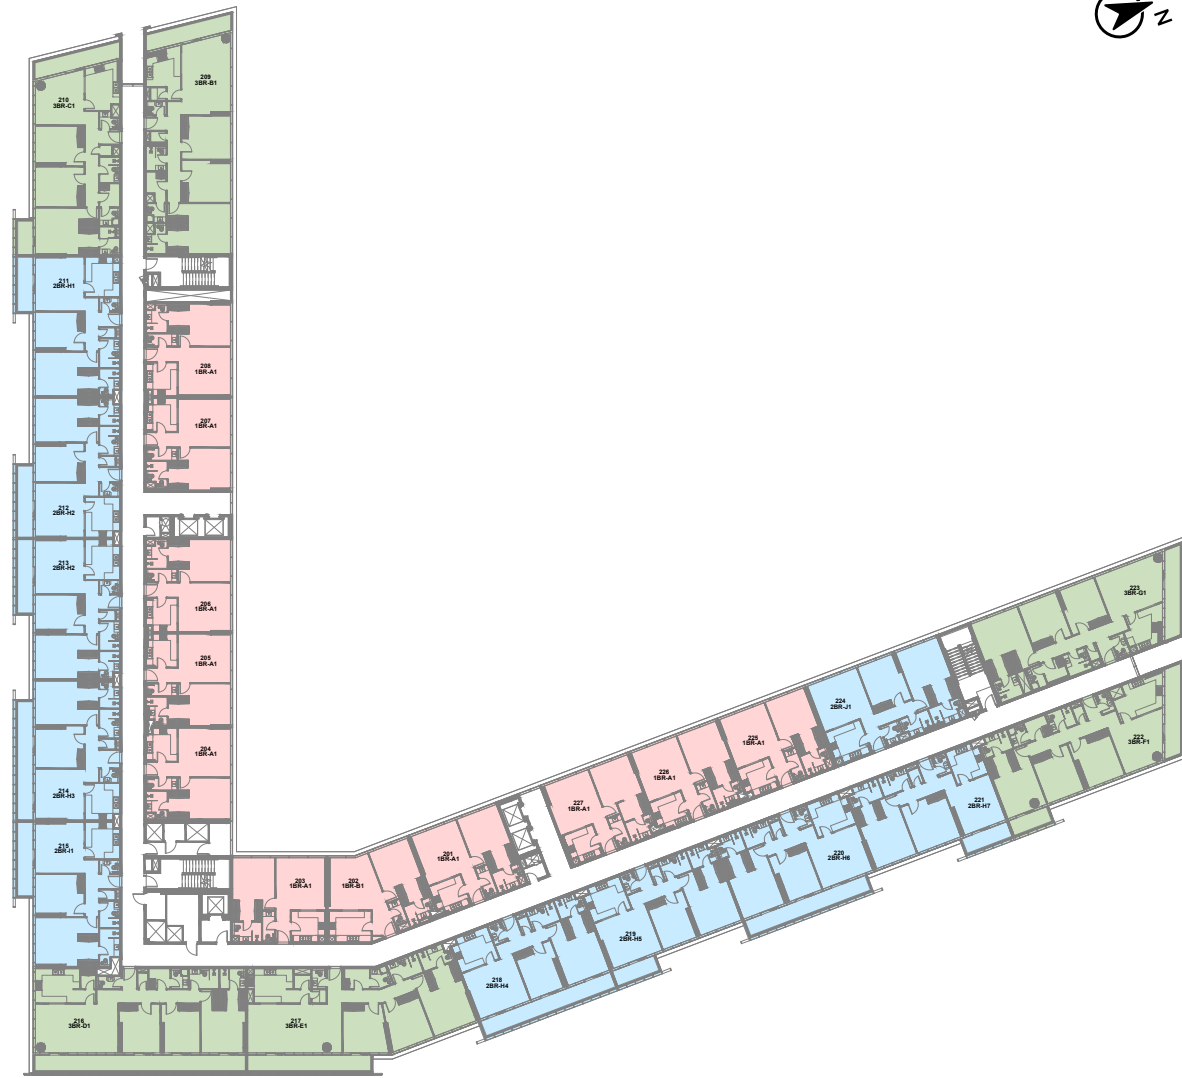 N
209
3BR-B1
210
3BR-C1
211
2BR-H1
208
1BR-A1
207
1BR-A1
212
2BR-H2
213
2BR-H2
206
1BR-A1
205
1BR-A1
204
1BR-A1
214
2BR-H3
215
2BR-I1
203
1BR-A1
202
1BR-B1
201
1BR-A1
227
1BR-A1
226
1BR-A1
225
1BR-A1
224
2BR-J1
223
3BR-G1
222
3BR-F1
221
2BR-H7
220
2BR-H6
219
2BR-H5
218
2BR-H4
217
3BR-E1
216
3BR-D1